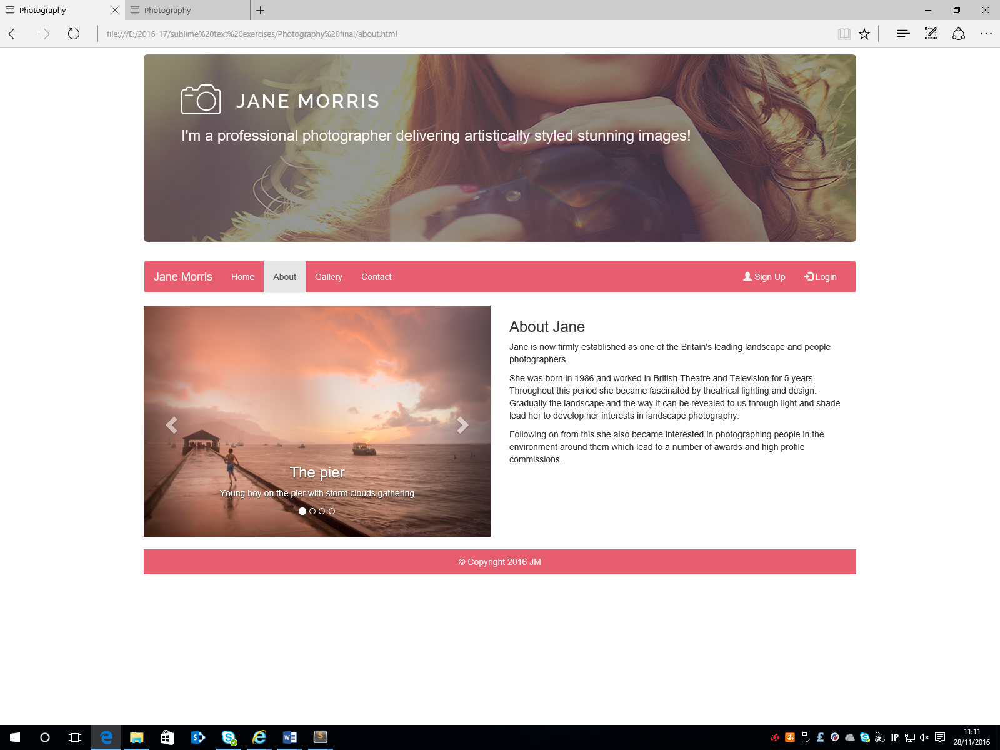 Photography
Photography
file:///E:/2016-17/sublime%20text%20exercises/Photography%20final/about.html
JANE MORRIS
I'm a professional photographer delivering artistically styled stunning images!
Jane Morris Home About Gallery Contact Sign Up Login
The pier
Young boy on the pier with storm clouds gathering
About Jane
Jane is now firmly established as one of the Britain's leading landscape and people
photographers.
She was born in 1986 and worked in British Theatre and Television for 5 years.
Throughout this period she became fascinated by theatrical lighting and design.
Gradually the landscape and the way it can be revealed to us through light and shade
lead her to develop her interests in landscape photography.
Following on from this she also became interested in photographing people in the
environment around them which lead to a number of awards and high profile
commissions.
© Copyright 2016 JM
IP
11:11
28/11/2016